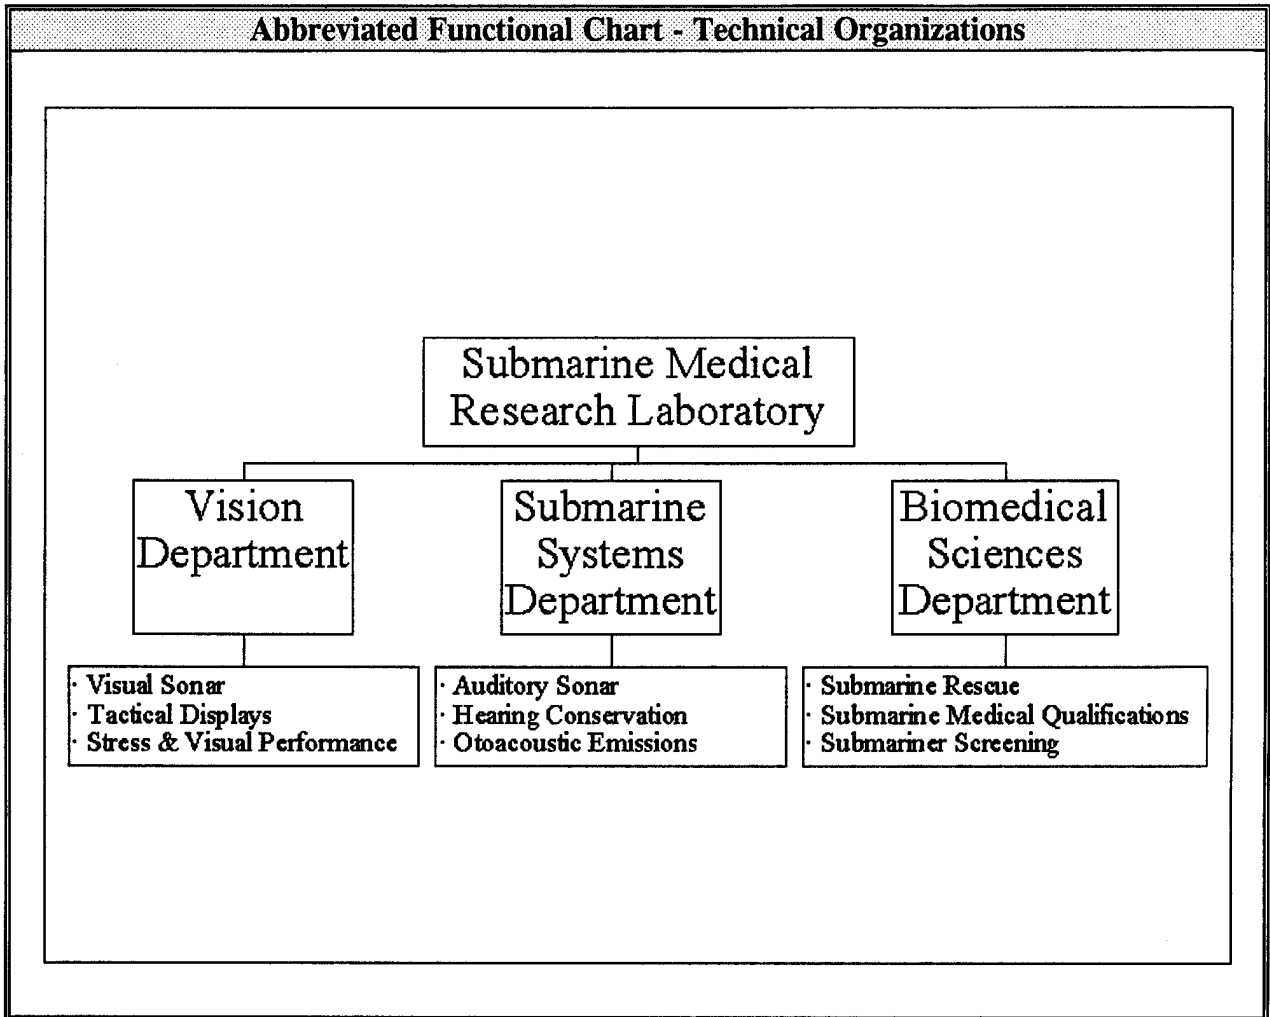 Abbreviated Functional Chart - Technical Organizations
Submarine Medical
Research Laboratory
Vision
Department
Submarine
Systems
Department
Biomedical
Sciences
Department
· Visual Sonar
· Tactical Displays
· Stress & Visual Performance
· Auditory Sonar
· Hearing Conservation
· Otoacoustic Emissions
· Submarine Rescue
· Submarine Medical Qualifications
· Submariner Screening